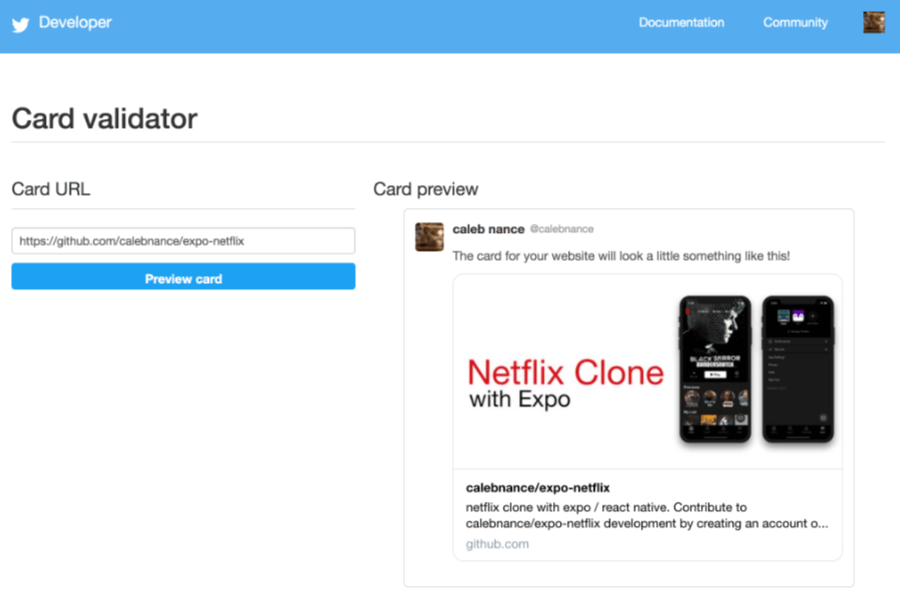 Developer
Documentation
Community
Card validator
Card URL
https://github.com/calebnance/expo-netflix
Preview card
Card preview
caleb nance @calebnance
The card for your website will look a little something like this!
Netflix Clone
with Expo
BLACK MIRROR
calebnance/expo-netflix
netflix clone with expo / react native. Contribute to
calebnance/expo-netflix development by creating an account o...
github.com